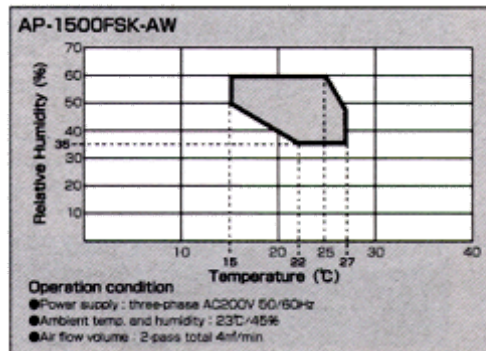 AP-1500FSK-AW
Relative Humidity (%)
70
60
50
40
35
30
20
10
10
15
20
22
25
27
30
40
Temperature (℃)
Operation condition
●Power supply : three-phase AC200V 50/60Hz
●Ambient temp. and humidity : 23℃/45%
●Air flow volume : 2-pass total 4㎥/min